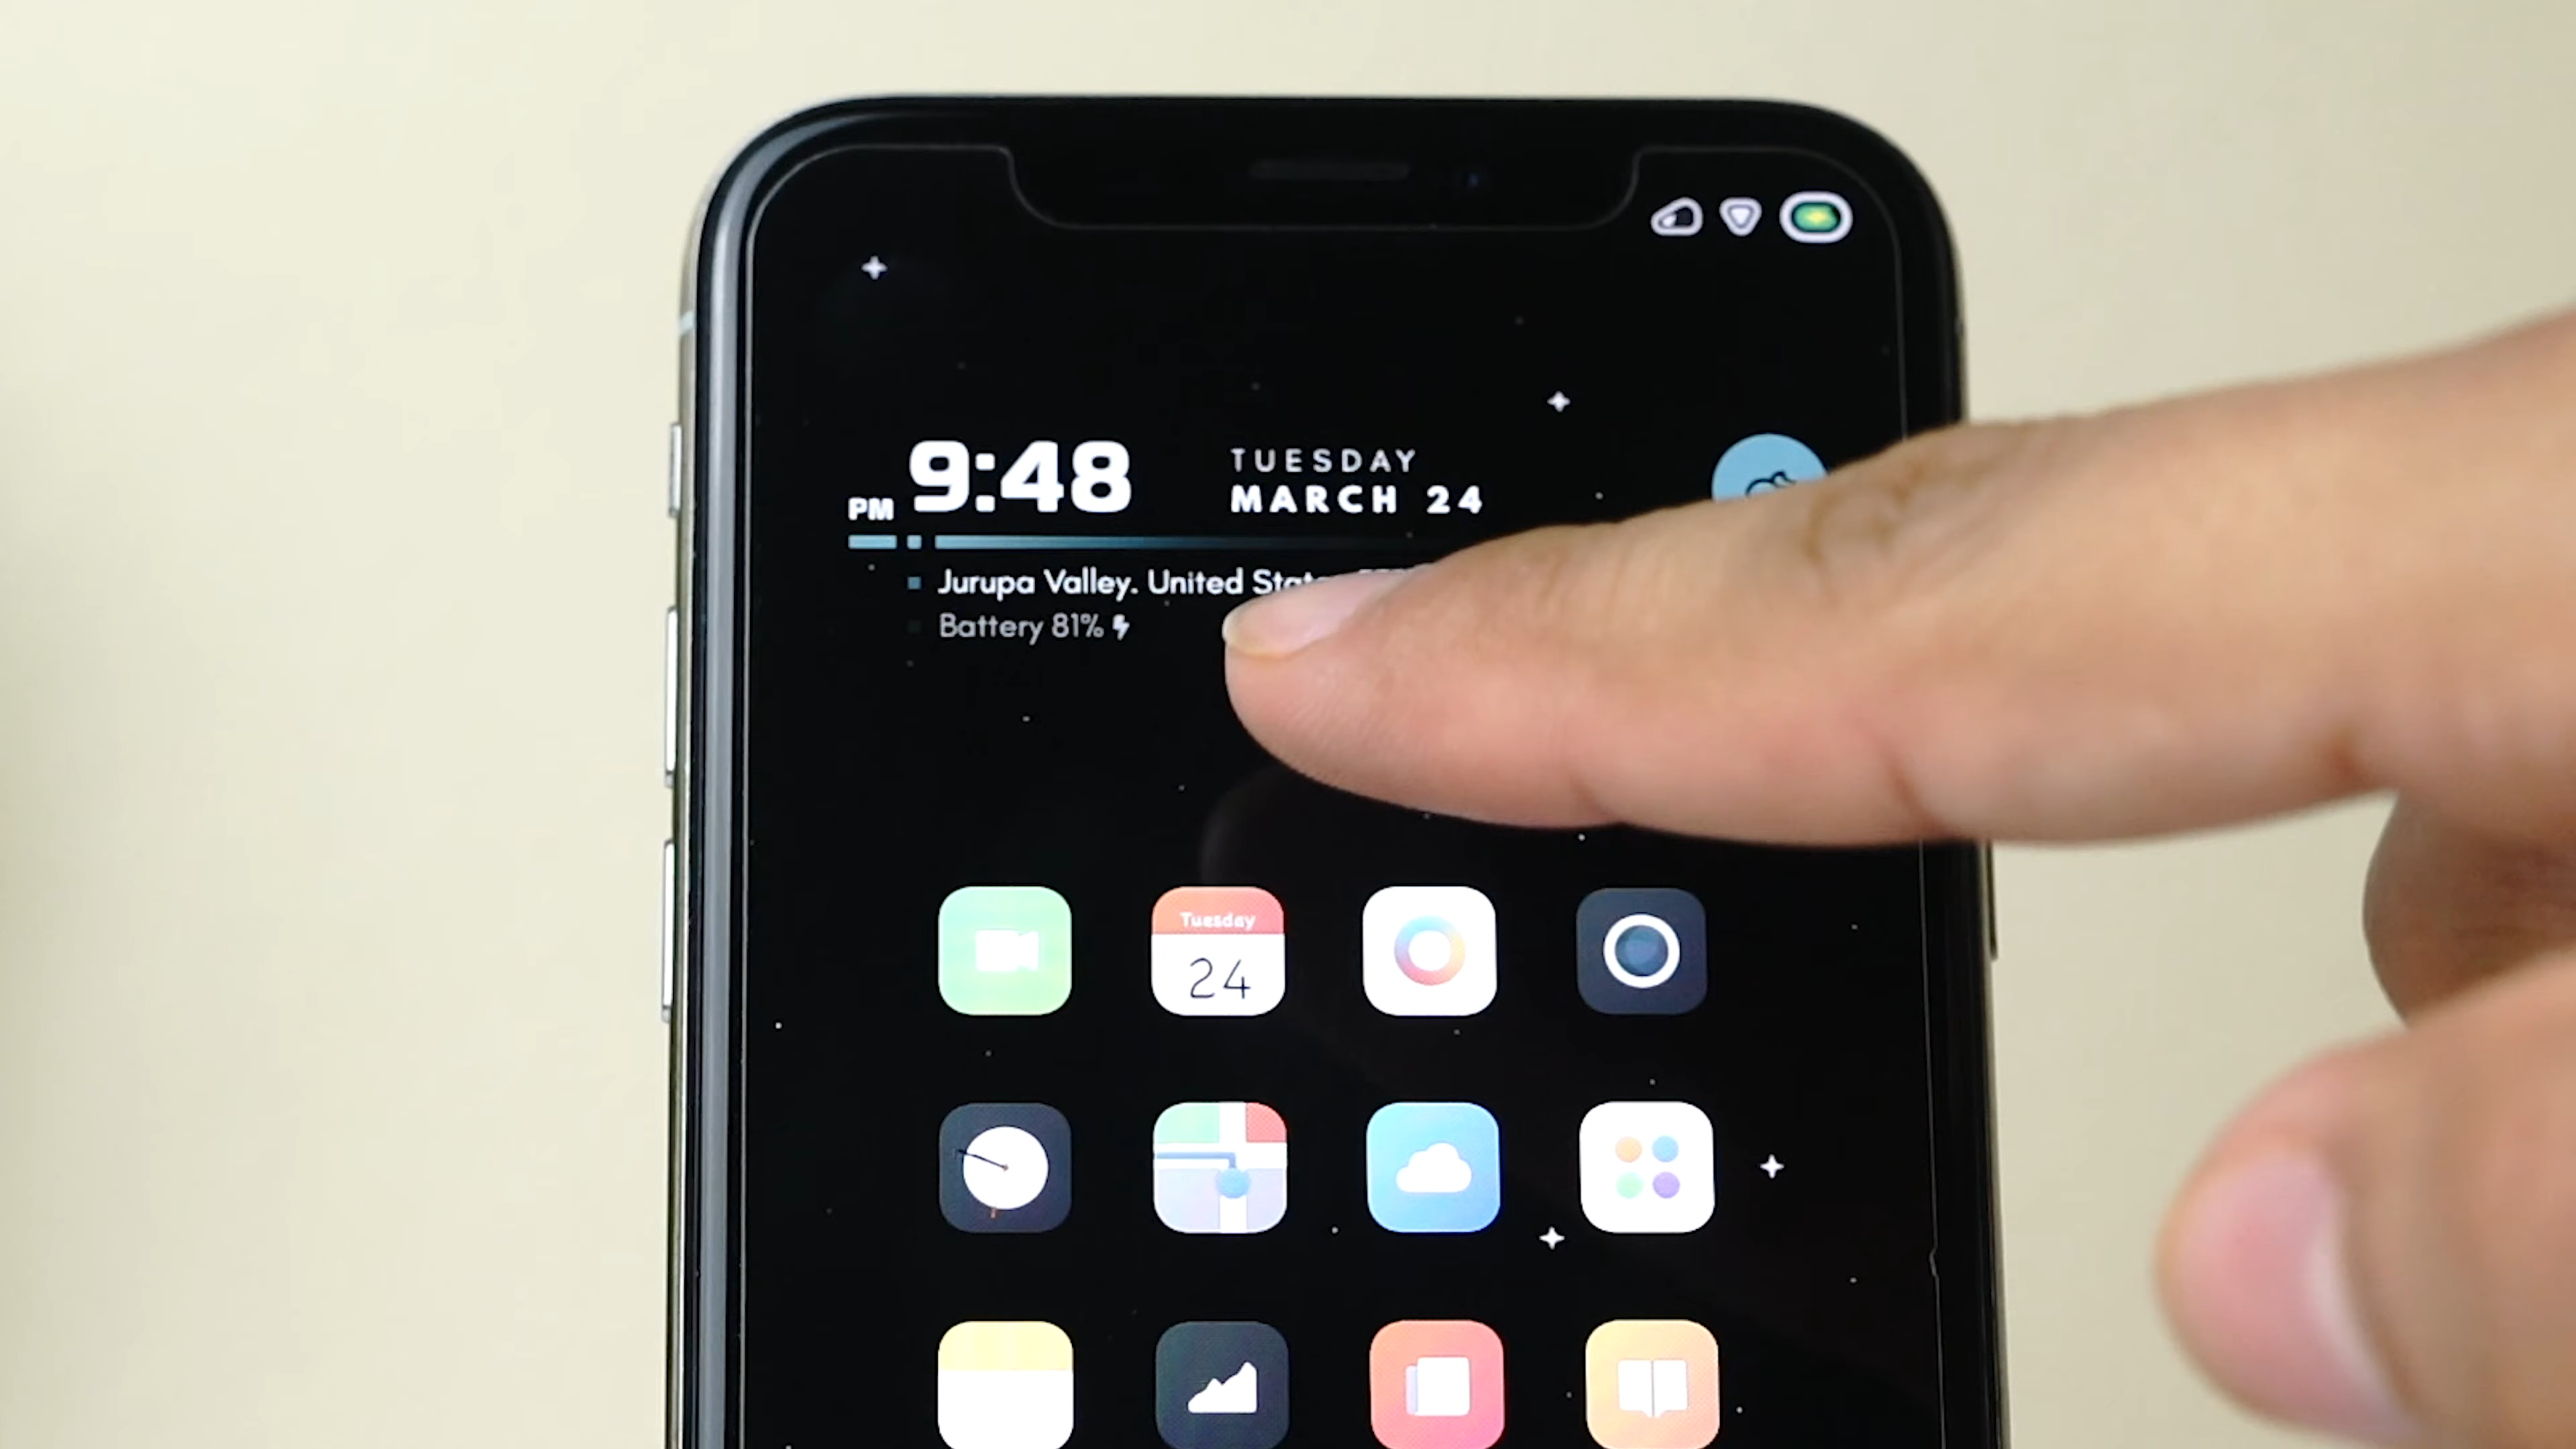 9:48
PM
TUESDAY
MARCH 24
Jurupa Valley. United
Battery 81%
Tuesday
24